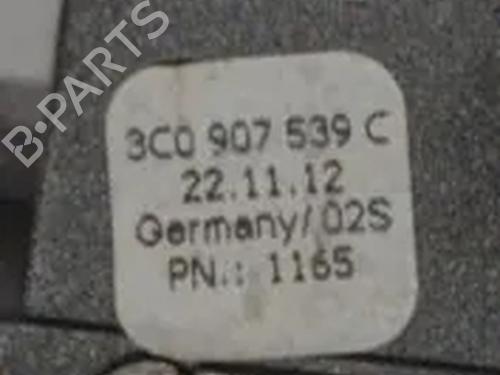 B-PARTS
3C0 907 539 C
22.11.12
Germany/02S
PN.: 1165